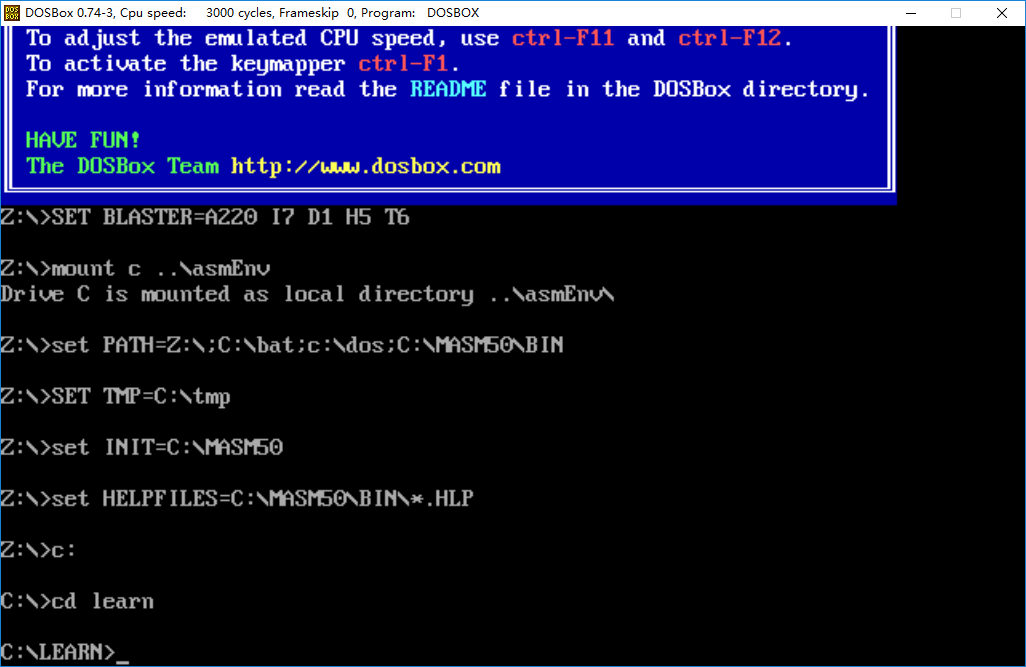 DOSBox 0.74-3, Cpu speed: 3000 cycles, Frameskip 0, Program: DOSBOX
To adjust the emulated CPU speed, use ctrl-F11 and ctrl-F12.
To activate the keymapper ctrl-F1.
For more information read the README file in the DOSBox directory.
HAVE FUN!
The DOSBox Team http://www.dosbox.com
Z:\>SET BLASTER=A220 I7 D1 H5 T6
Z:\>mount c ..\asmEnv
Drive C is mounted as local directory ..\asmEnv\
Z:\>set PATH=Z:\;C:\bat;c:\dos;C:\MASM50\BIN
Z:\>SET TMP=C:\tmp
Z:\>set INIT=C:\MASM50
Z:\>set HELPFILES=C:\MASM50\BIN\*.HLP
Z:\>c:
C:\>cd learn
C:\LEARN>_